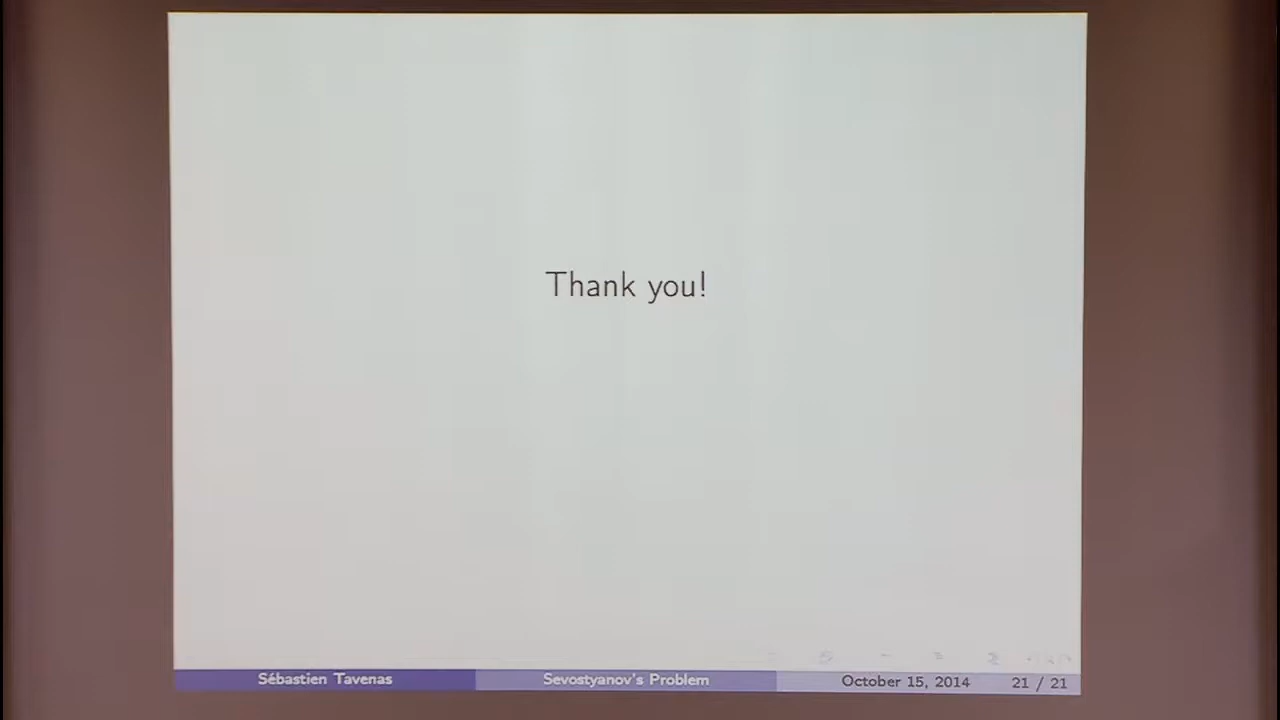 Thank you!
Sébastien Tavenas Sevostyanov's Problem October 15, 2014 21 / 21